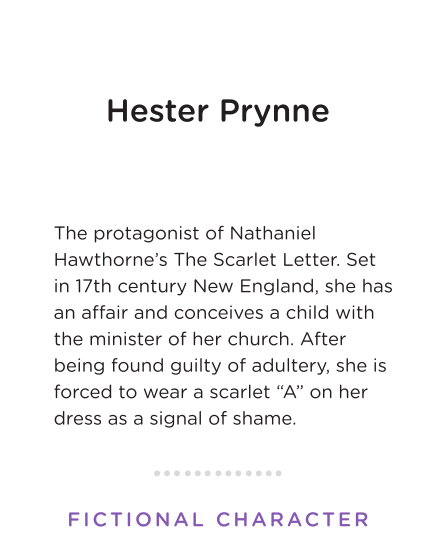 Hester Prynne
The protagonist of Nathaniel
Hawthorne’s The Scarlet Letter. Set
in 17th century New England, she has
an affair and conceives a child with
the minister of her church. After
being found guilty of adultery, she is
forced to wear a scarlet “A” on her
dress as a signal of shame.
FICTIONAL CHARACTER